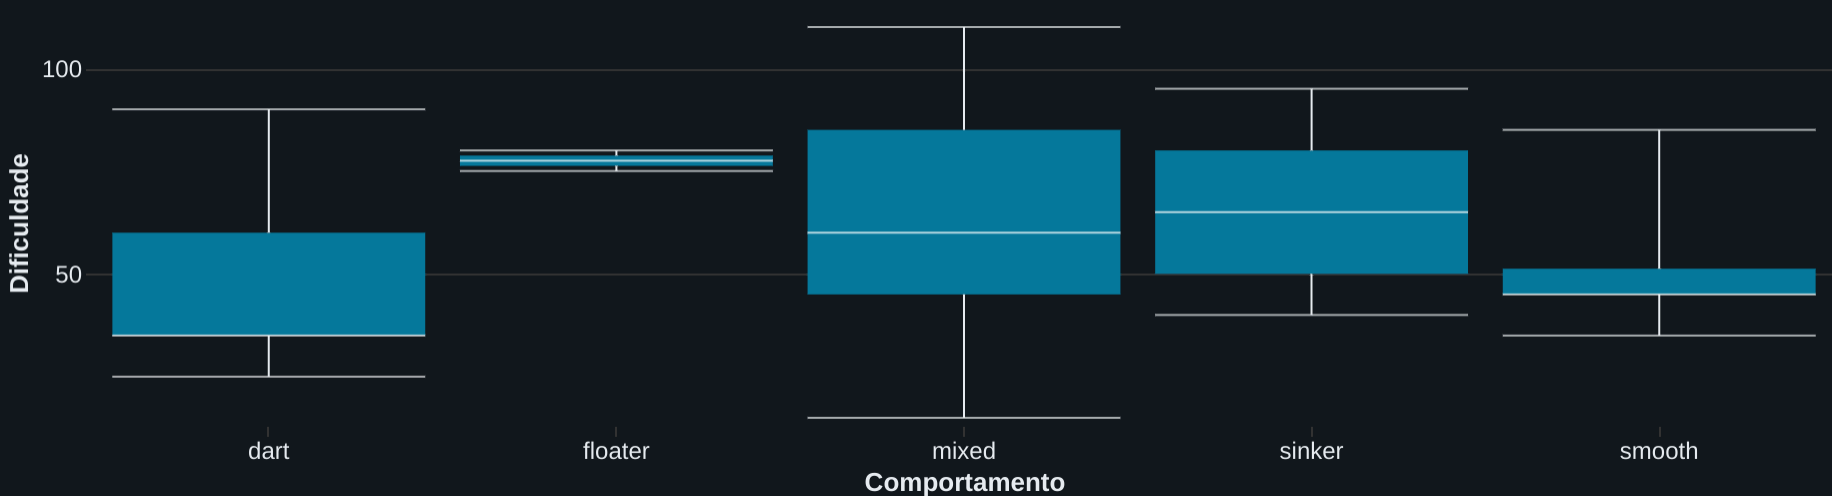 Dificuldade
100
50
dart floater mixed sinker smooth
Comportamento